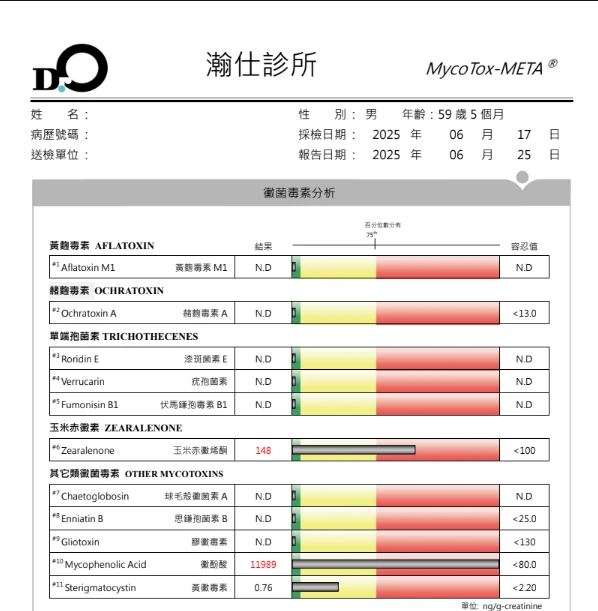 D.O 瀚仕診所 MycoTox-META ®
姓 名： 性 別： 男 年齡：59 歲 5 個月
病歷號碼： 採檢日期： 2025 年 06 月 17 日
送檢單位： 報告日期： 2025 年 06 月 25 日
黴菌毒素分析
百分位數分佈
75th
黃麴毒素 AFLATOXIN 結果 容忍值
#1 Aflatoxin M1 黃麴毒素 M1 N.D N.D
赭麴毒素 OCHRATOXIN
#2 Ochratoxin A 赭麴毒素 A N.D <13.0
單端孢菌素 TRICHOTHECENES
#3 Roridin E 漆斑菌素 E N.D N.D
#4 Verrucarin 疣孢菌素 N.D N.D
#5 Fumonisin B1 伏馬鐮孢毒素 B1 N.D N.D
玉米赤黴素 ZEARALENONE
#6 Zearalenone 玉米赤黴烯酮 148 <100
其它類黴菌毒素 OTHER MYCOTOXINS
#7 Chaetoglobosin 球毛殼黴菌素 A N.D N.D
#8 Enniatin B 恩鐮孢菌素 B N.D <25.0
#9 Gliotoxin 膠黴毒素 N.D <130
#10 Mycophenolic Acid 黴酚酸 11989 <80.0
#11 Sterigmatocystin 黃黴毒素 0.76 <2.20
單位: ng/g-creatinine